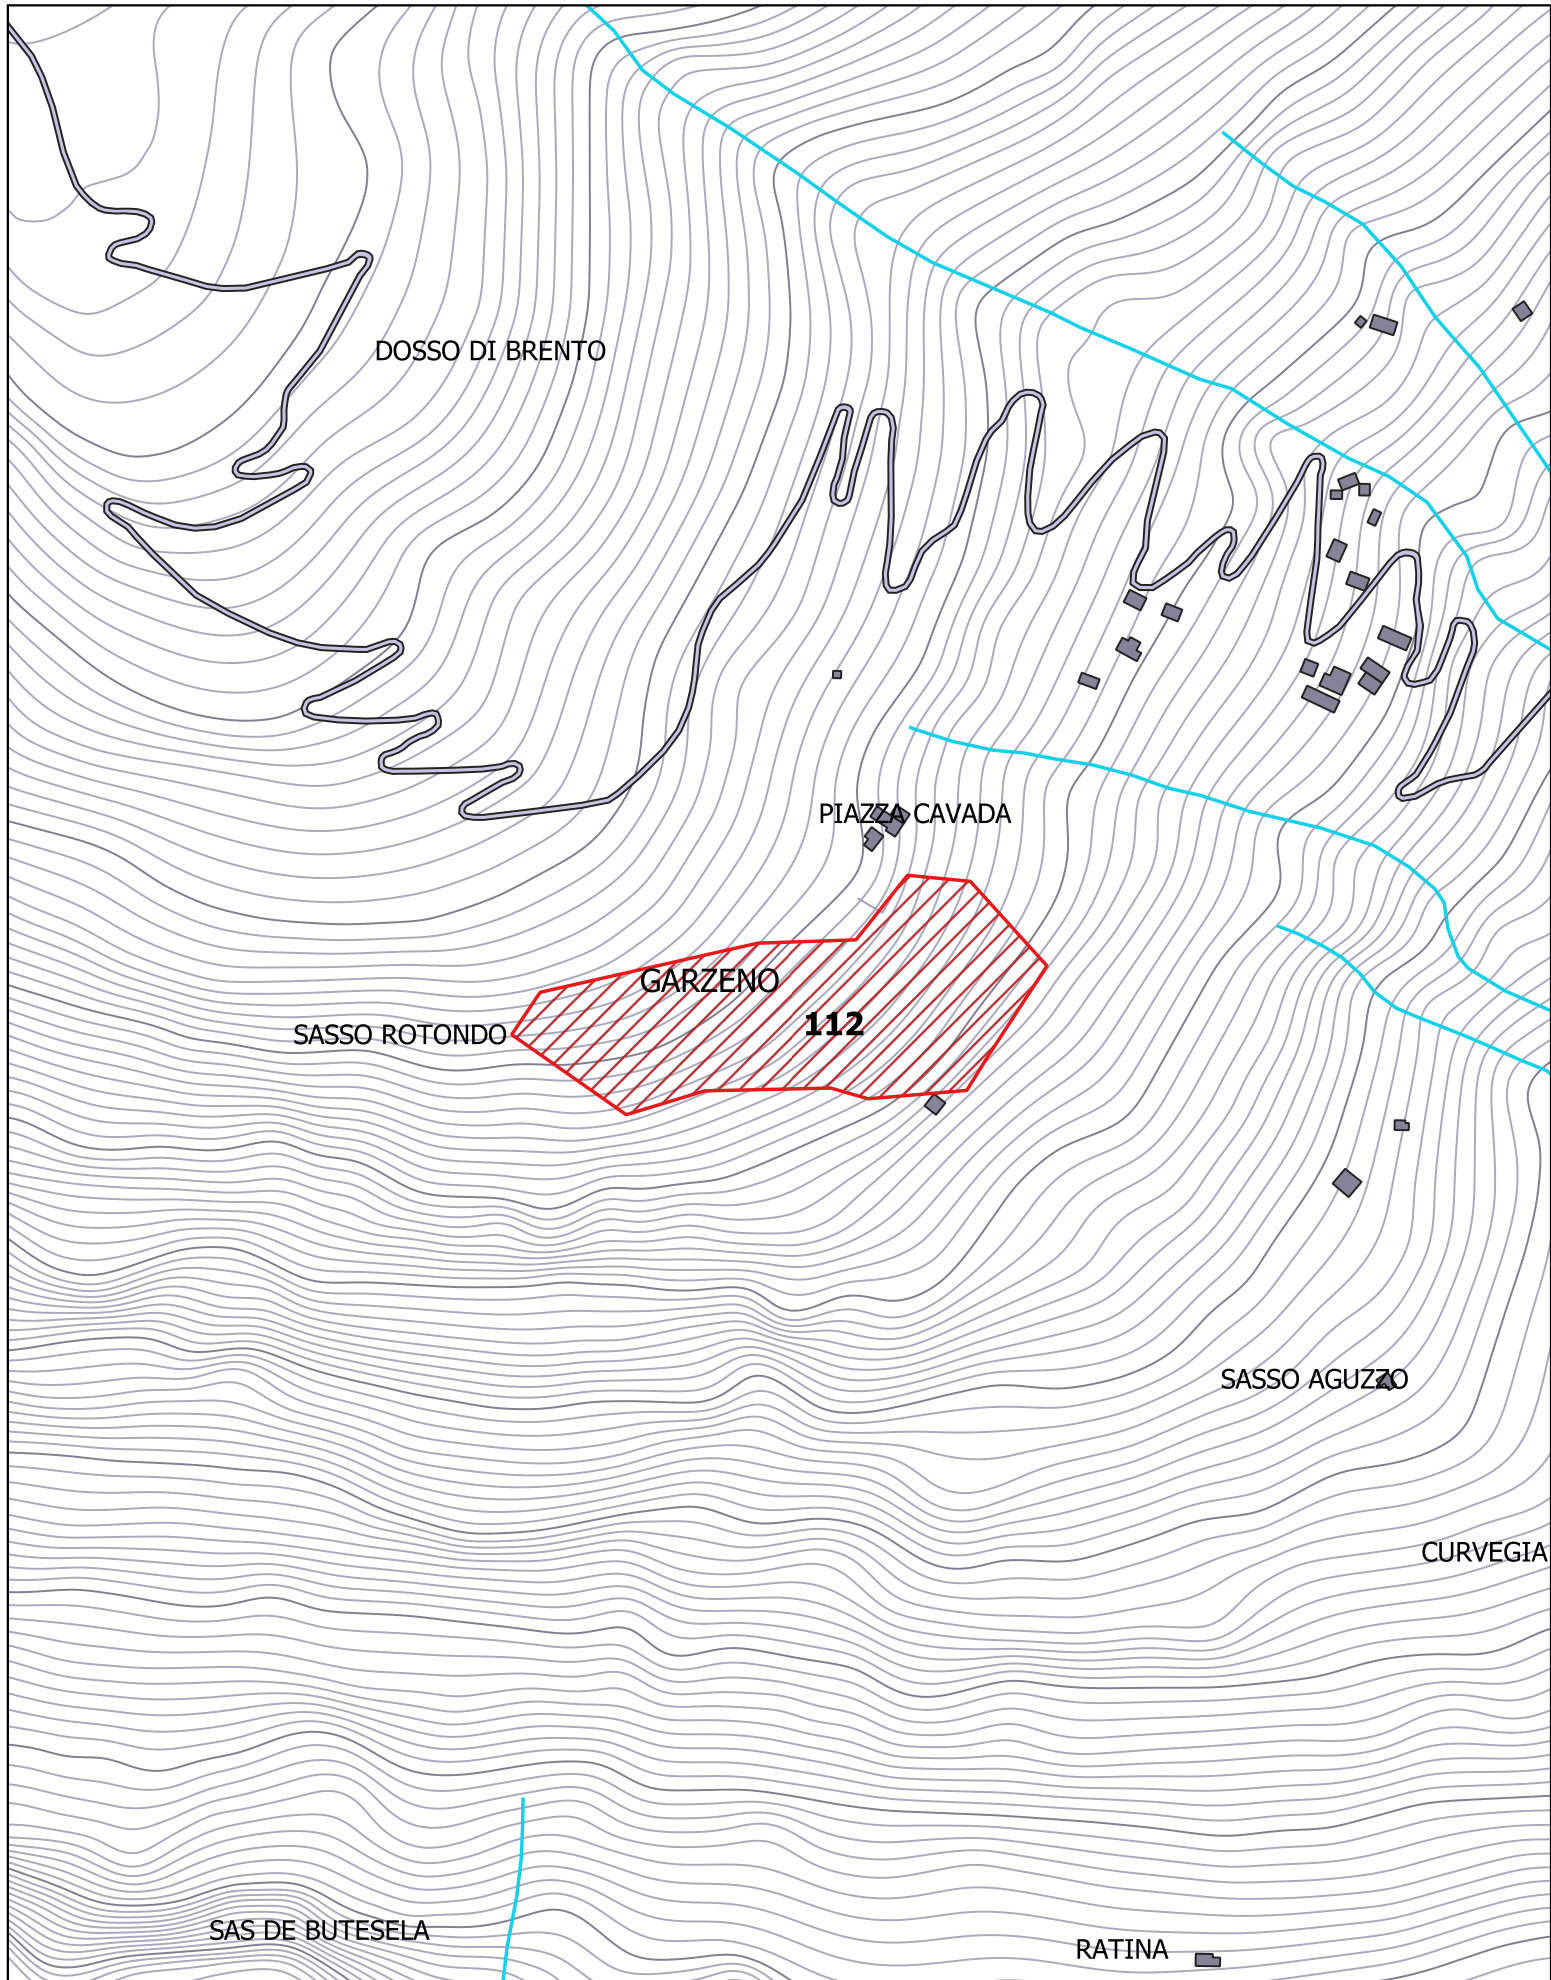 DOSSO DI BRENTO
PIAZZA CAVADA
GARZENO
112
SASSO ROTONDO
SASSO AGUZZO
CURVEGIA
SAS DE BUTESELA
RATINA